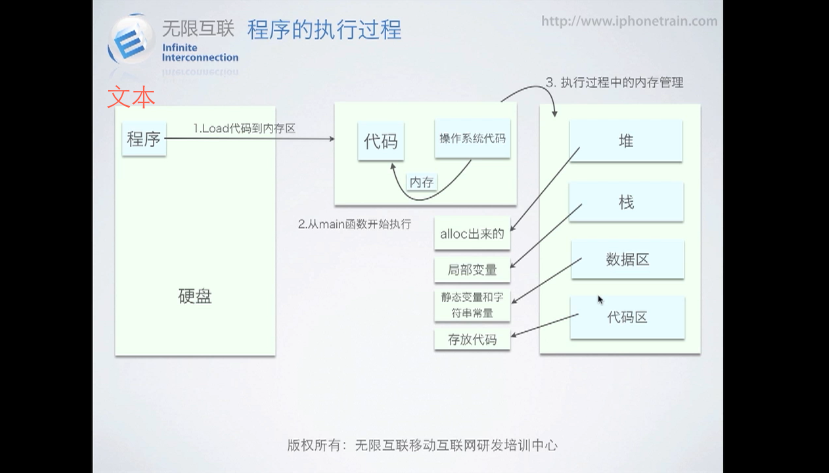 无限互联
Infinite
Interconnection
程序的执行过程
http://www.iphonetrain.com
文本
程序
1.Load代码到内存区
硬盘
代码
操作系统代码
内存
2.从main函数开始执行
3. 执行过程中的内存管理
堆
栈
数据区
代码区
alloc出来的
局部变量
静态变量和字
符串常量
存放代码
版权所有：无限互联移动互联网研发培训中心